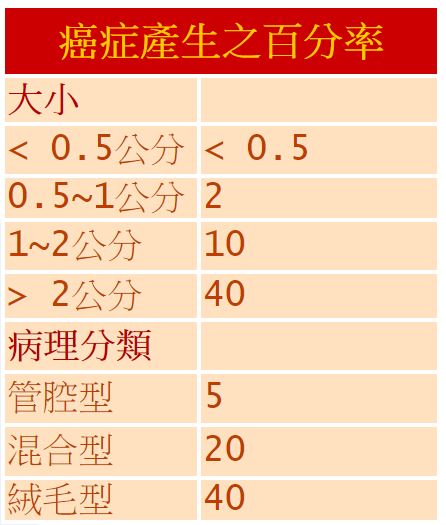 癌症產生之百分率
大小
< 0.5公分 < 0.5
0.5~1公分 2
1~2公分 10
> 2公分 40
病理分類
管腔型 5
混合型 20
絨毛型 40